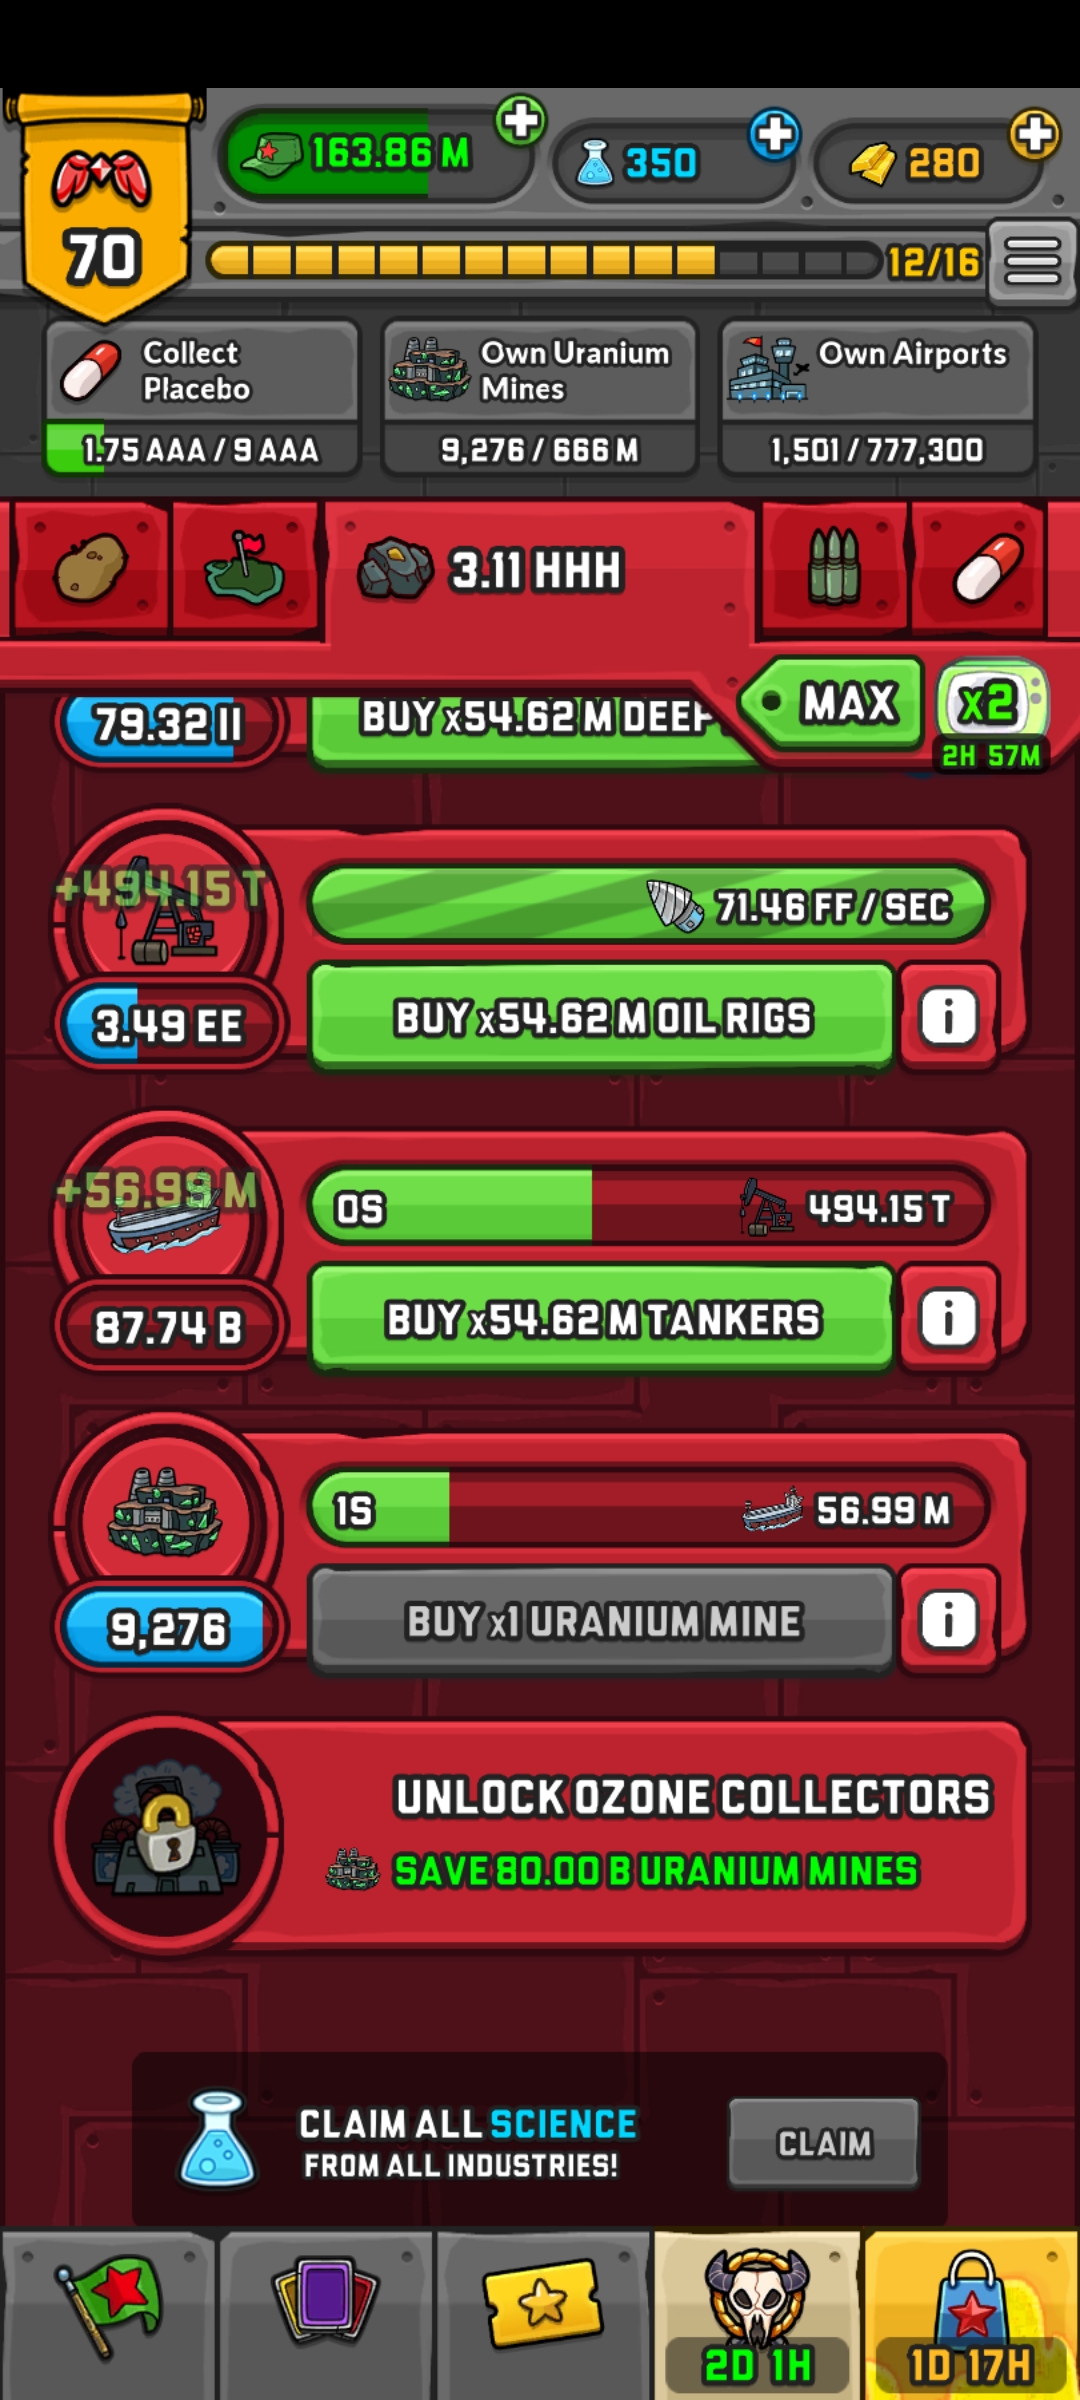 163.86 M
350
280
70
12/16
Collect
Placebo
1.75 AAA / 9 AAA
Own Uranium
Mines
9,276 / 666 M
Own Airports
1,501 / 777,300
3.11 HHH
MAX
x2
2H 57M
79.32 II
BUY x54.62 M DEEP
+494.15 T
71.46 FF / SEC
3.49 EE
BUY x54.62 M OIL RIGS
+56.99 M
0S
494.15 T
87.74 B
BUY x54.62 M TANKERS
1S
56.99 M
9,276
BUY x1 URANIUM MINE
UNLOCK OZONE COLLECTORS
SAVE 80.00 B URANIUM MINES
CLAIM ALL SCIENCE
FROM ALL INDUSTRIES!
CLAIM
2D 1H
1D 17H